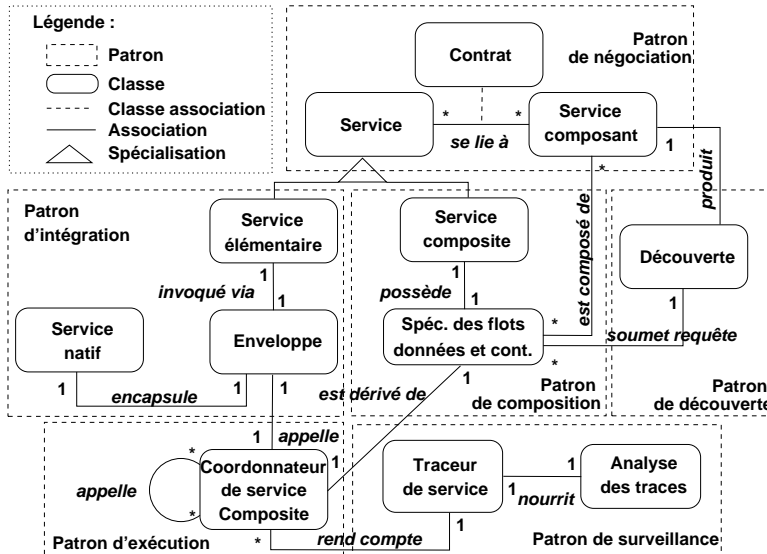 Légende :
Patron
Classe
Classe association
Association
Spécialisation
Patron
de négociation
Contrat
Service
*
*
se lie à
Service
composant
1
*
produit
Patron
d'intégration
Service
élémentaire
1
invoqué via
1
Service
natif
1
encapsule
Enveloppe
1
1
Service
composite
1
possède
1
Spéc. des flots
données et cont.
*
*
1
est composé de
Découverte
1
soumet requête
est dérivé de
Patron
de composition
Patron
de découverte
1
appelle
1
*
appelle
*
Coordonnateur
de service
Composite
*
rend compte
Patron d'exécution
Traceur
de service
1
1
nourrit
1
Analyse
des traces
Patron de surveillance